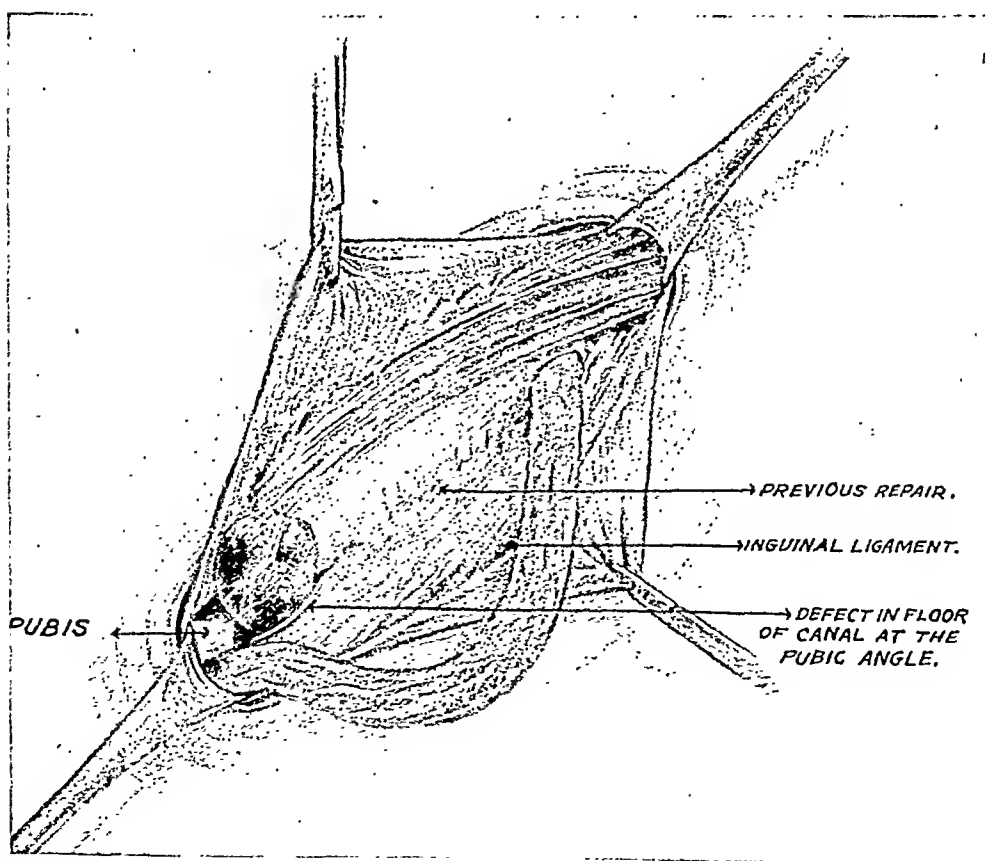 PREVIOUS REPAIR.
INGUINAL LIGAMENT.
PUBIS
DEFECT IN FLOOR
OF CANAL AT THE
PUBIC ANGLE.